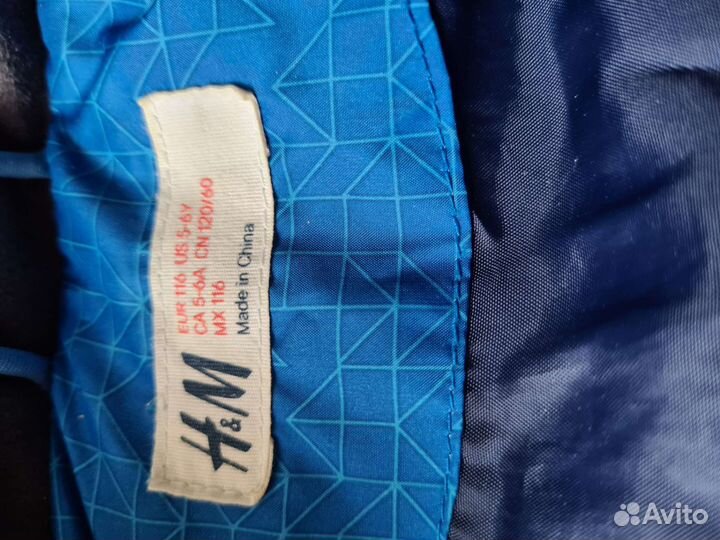 H&M
EUR 116 US 5-6Y
CA 5-6A CN 120/60
MX 116
Made in China
Avito